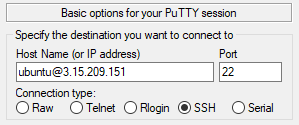 Basic options for your PuTTY session
Specify the destination you want to connect to
Host Name (or IP address) Port
ubuntu@3.15.209.151 22
Connection type:
Raw Telnet Rlogin SSH Serial